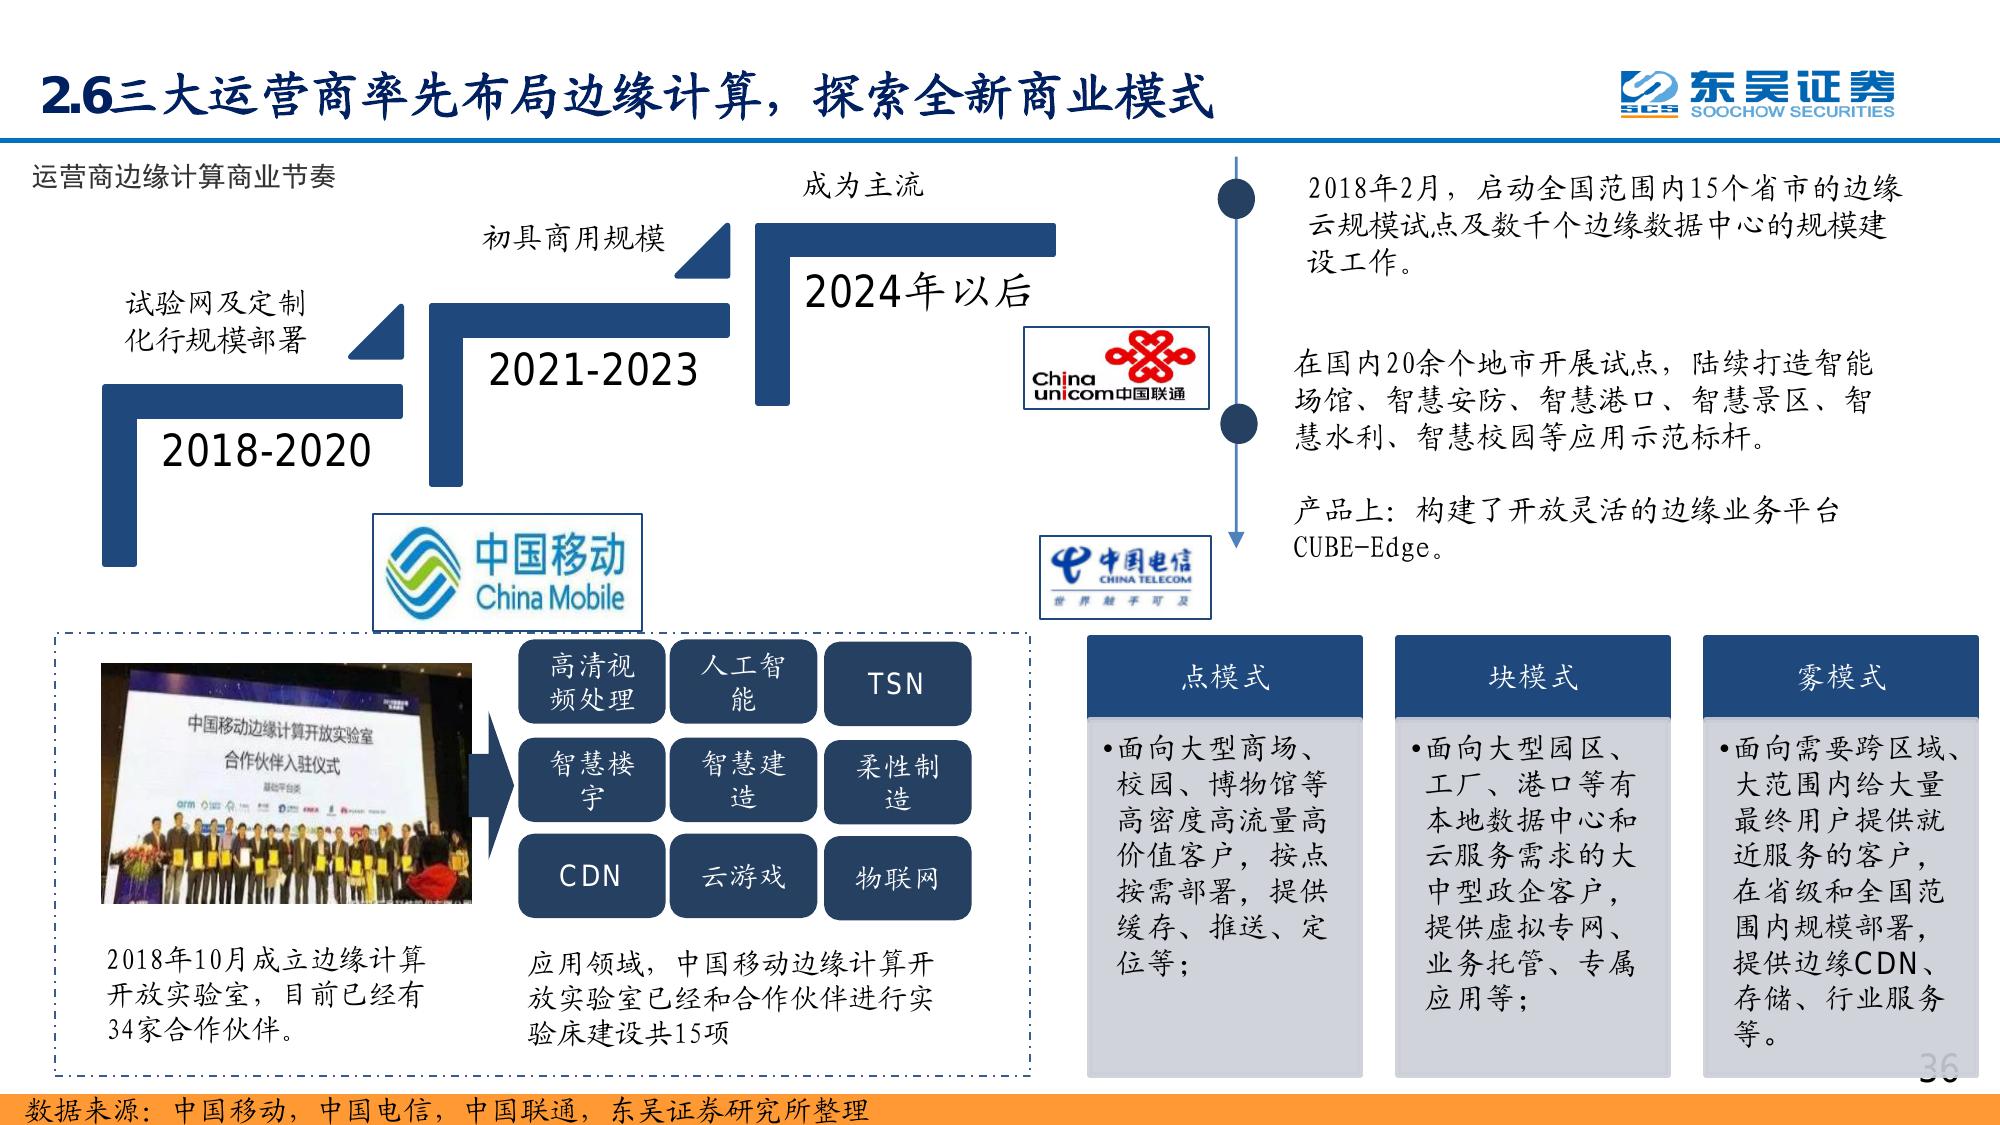 2.6三大运营商率先布局边缘计算，探索全新商业模式
东吴证券
SCS
SOOCHOW SECURITIES
运营商边缘计算商业节奏
试验网及定制
化行规模部署
2018-2020
初具商用规模
2021-2023
成为主流
2024年以后
China
unicom中国联通
2018年2月，启动全国范围内15个省市的边缘
云规模试点及数千个边缘数据中心的规模建
设工作。
在国内20余个地市开展试点，陆续打造智能
场馆、智慧安防、智慧港口、智慧景区、智
慧水利、智慧校园等应用示范标杆。
产品上：构建了开放灵活的边缘业务平台
CUBE-Edge。
中国移动
China Mobile
中国移动边缘计算开放实验室
合作伙伴入驻仪式
基础平台类
arm
高清视
频处理
人工智
能
TSN
智慧楼
宇
智慧建
造
柔性制
造
CDN
云游戏
物联网
2018年10月成立边缘计算
开放实验室，目前已经有
34家合作伙伴。
应用领域，中国移动边缘计算开
放实验室已经和合作伙伴进行实
验床建设共15项
中国电信
CHINA TELECOM
世界触手可及
点模式
•面向大型商场、
校园、博物馆等
高密度高流量高
价值客户，按点
按需部署，提供
缓存、推送、定
位等；
块模式
•面向大型园区、
工厂、港口等有
本地数据中心和
云服务需求的大
中型政企客户，
提供虚拟专网、
业务托管、专属
应用等；
雾模式
•面向需要跨区域、
大范围内给大量
最终用户提供就
近服务的客户，
在省级和全国范
围内规模部署，
提供边缘CDN、
存储、行业服务
等。
36
数据来源：中国移动，中国电信，中国联通，东吴证券研究所整理